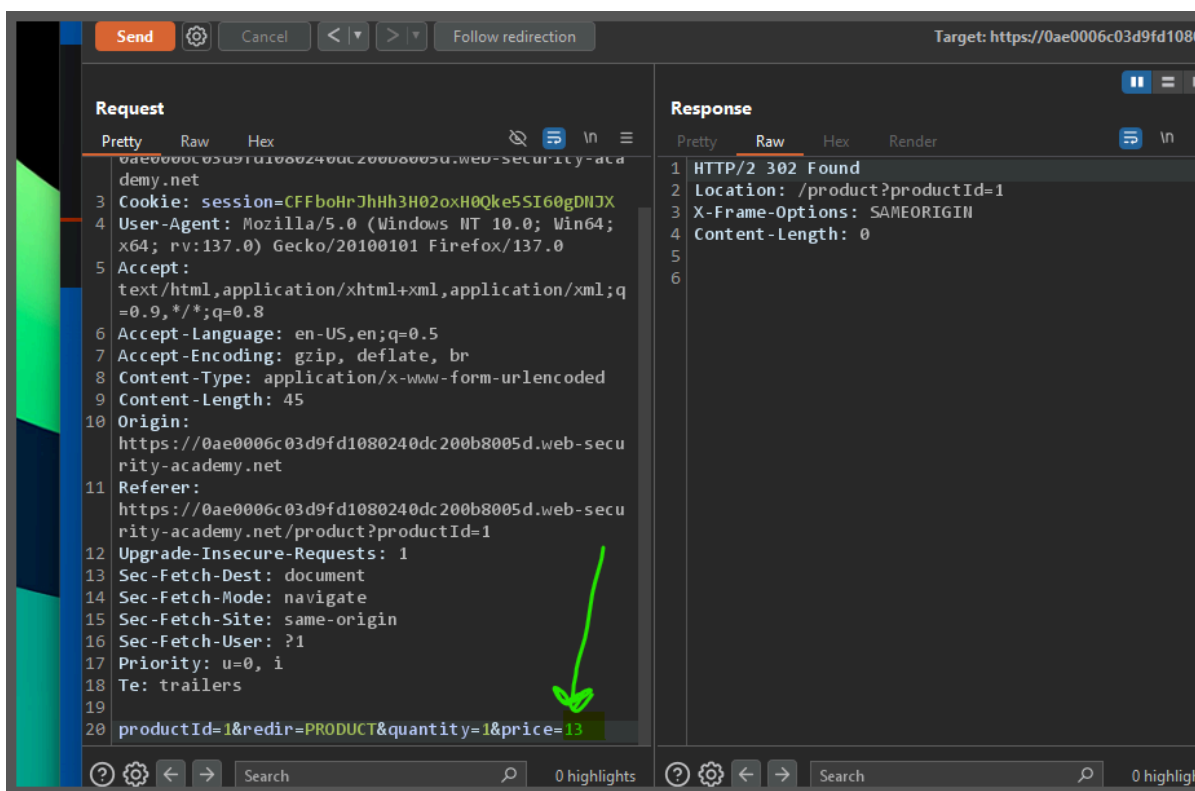 Send
Cancel
Follow redirection
Target: https://0ae0006c03d9fd108
Request
Response
Pretty Raw Hex
\n
Pretty Raw Hex Render
\n
0ae0006c03d9fd1080240dc200b8005d.web-security-aca
demy.net
3 Cookie: session=CFFboHrJhHh3H02oxH0Qke5SI60gDNJX
4 User-Agent: Mozilla/5.0 (Windows NT 10.0; Win64;
x64; rv:137.0) Gecko/20100101 Firefox/137.0
5 Accept:
text/html,application/xhtml+xml,application/xml;q
=0.9,*/*;q=0.8
6 Accept-Language: en-US,en;q=0.5
7 Accept-Encoding: gzip, deflate, br
8 Content-Type: application/x-www-form-urlencoded
9 Content-Length: 45
10 Origin:
https://0ae0006c03d9fd1080240dc200b8005d.web-secu
rity-academy.net
11 Referer:
https://0ae0006c03d9fd1080240dc200b8005d.web-secu
rity-academy.net/product?productId=1
12 Upgrade-Insecure-Requests: 1
13 Sec-Fetch-Dest: document
14 Sec-Fetch-Mode: navigate
15 Sec-Fetch-Site: same-origin
16 Sec-Fetch-User: ?1
17 Priority: u=0, i
18 Te: trailers
19
20 productId=1&redir=PRODUCT&quantity=1&price=13
1 HTTP/2 302 Found
2 Location: /product?productId=1
3 X-Frame-Options: SAMEORIGIN
4 Content-Length: 0
5
6
Search
0 highlights
Search
0 highligh